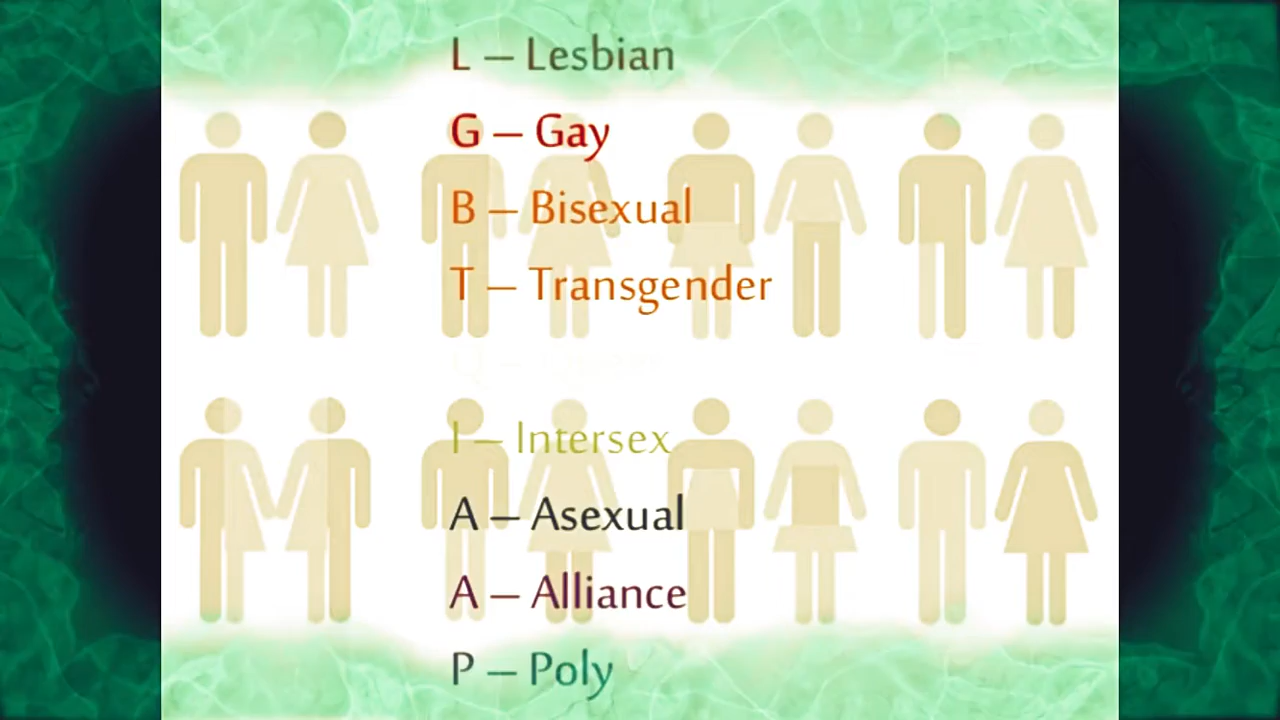 L – Lesbian
G – Gay
B – Bisexual
T – Transgender
I – Intersex
A – Asexual
A – Alliance
P – Poly